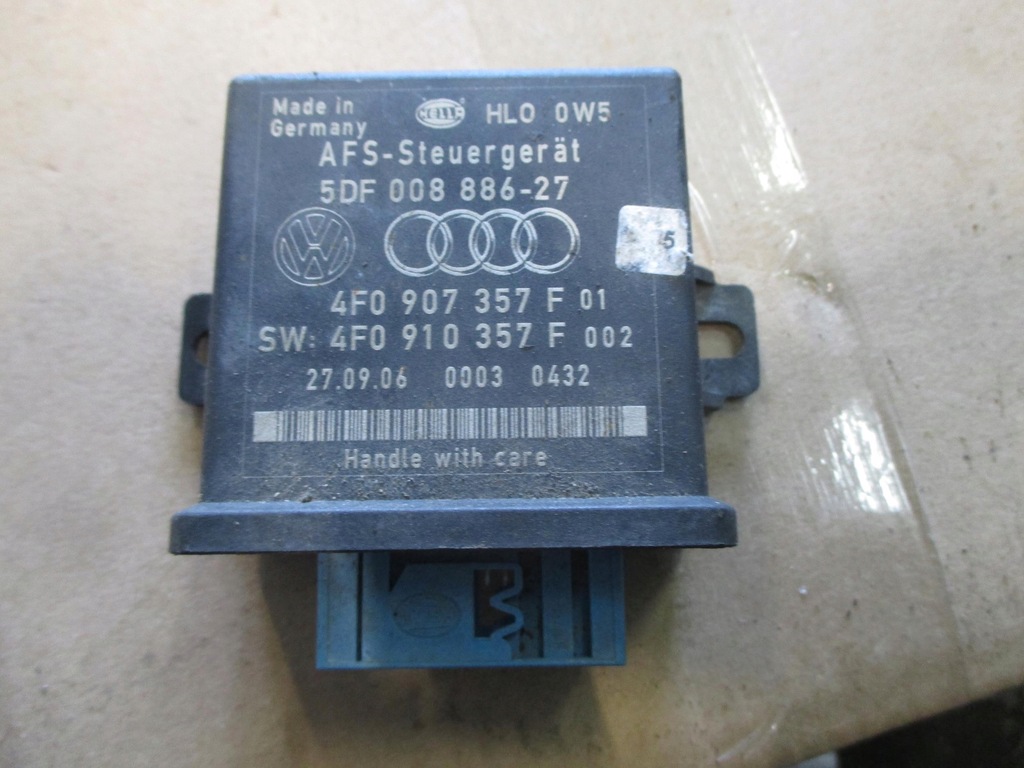 Made in
Germany
HELLA
HLO 0W5
AFS-Steuergerät
5DF 008 886-27
5
4F0 907 357 F 01
SW: 4F0 910 357 F 002
27.09.06 0003 0432
Handle with care